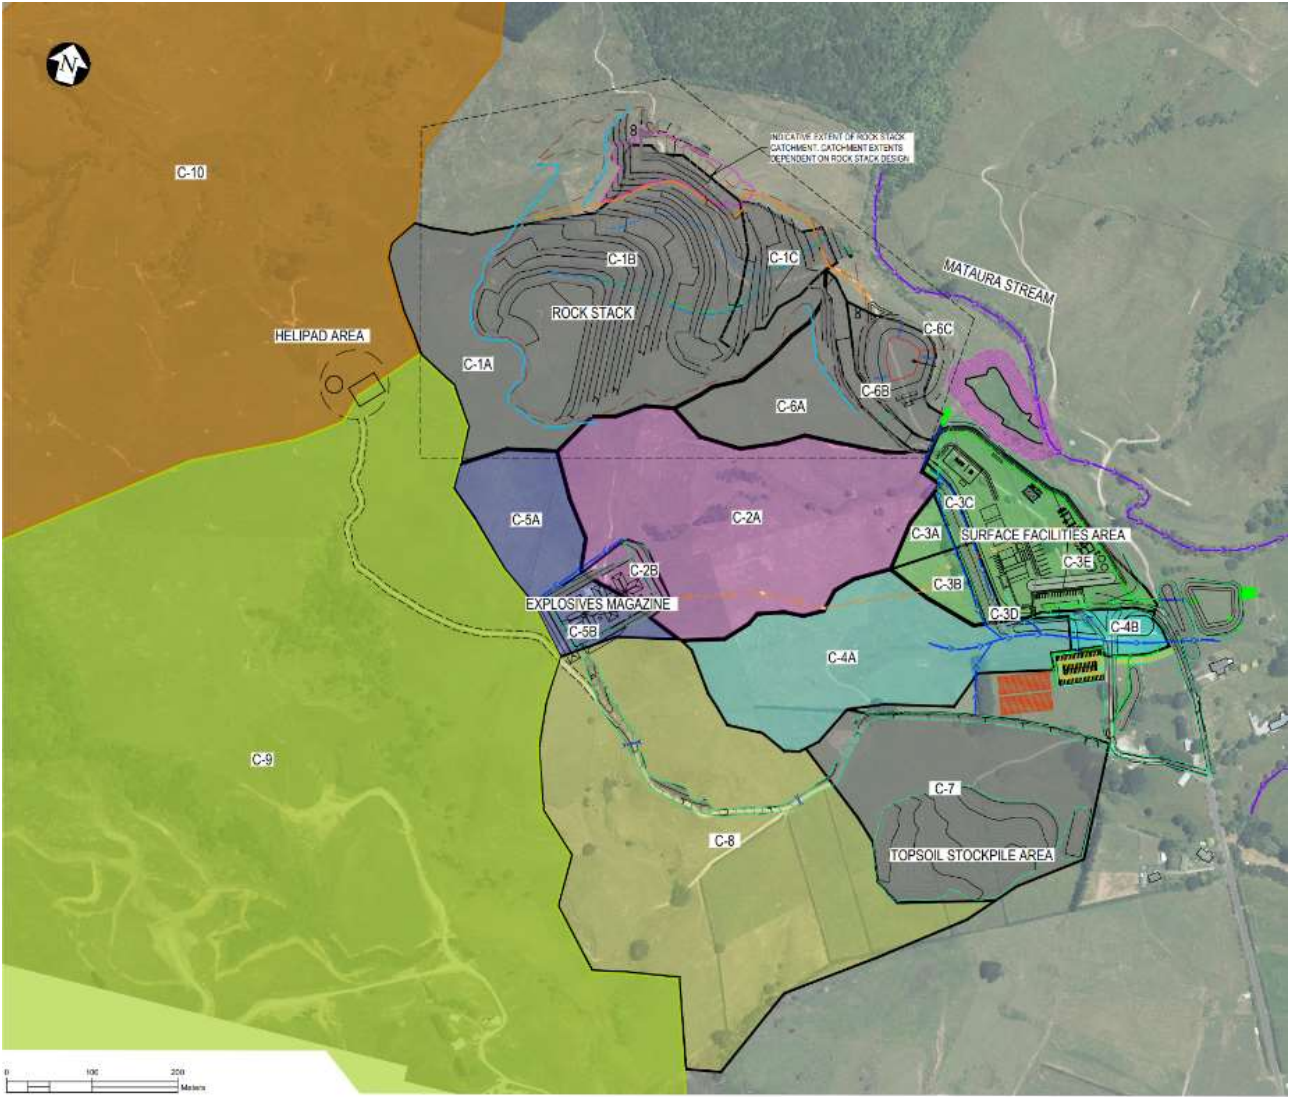 N
C-10
INDICATIVE EXTENT OF ROCK STACK
CATCHMENT. CATCHMENT EXTENTS
DEPENDENT ON ROCK STACK DESIGN
8
C-1B
C-1C
MATAURA STREAM
ROCK STACK
8
C-6C
HELIPAD AREA
C-1A
C-6B
C-6A
C-3C
C-5A
C-2A
C-3A
SURFACE FACILITIES AREA
C-3E
C-2B
C-3B
EXPLOSIVES MAGAZINE
C-3D
C-4B
C-5B
C-4A
C-9
C-7
C-8
TOPSOIL STOCKPILE AREA
0 100 200
Meters